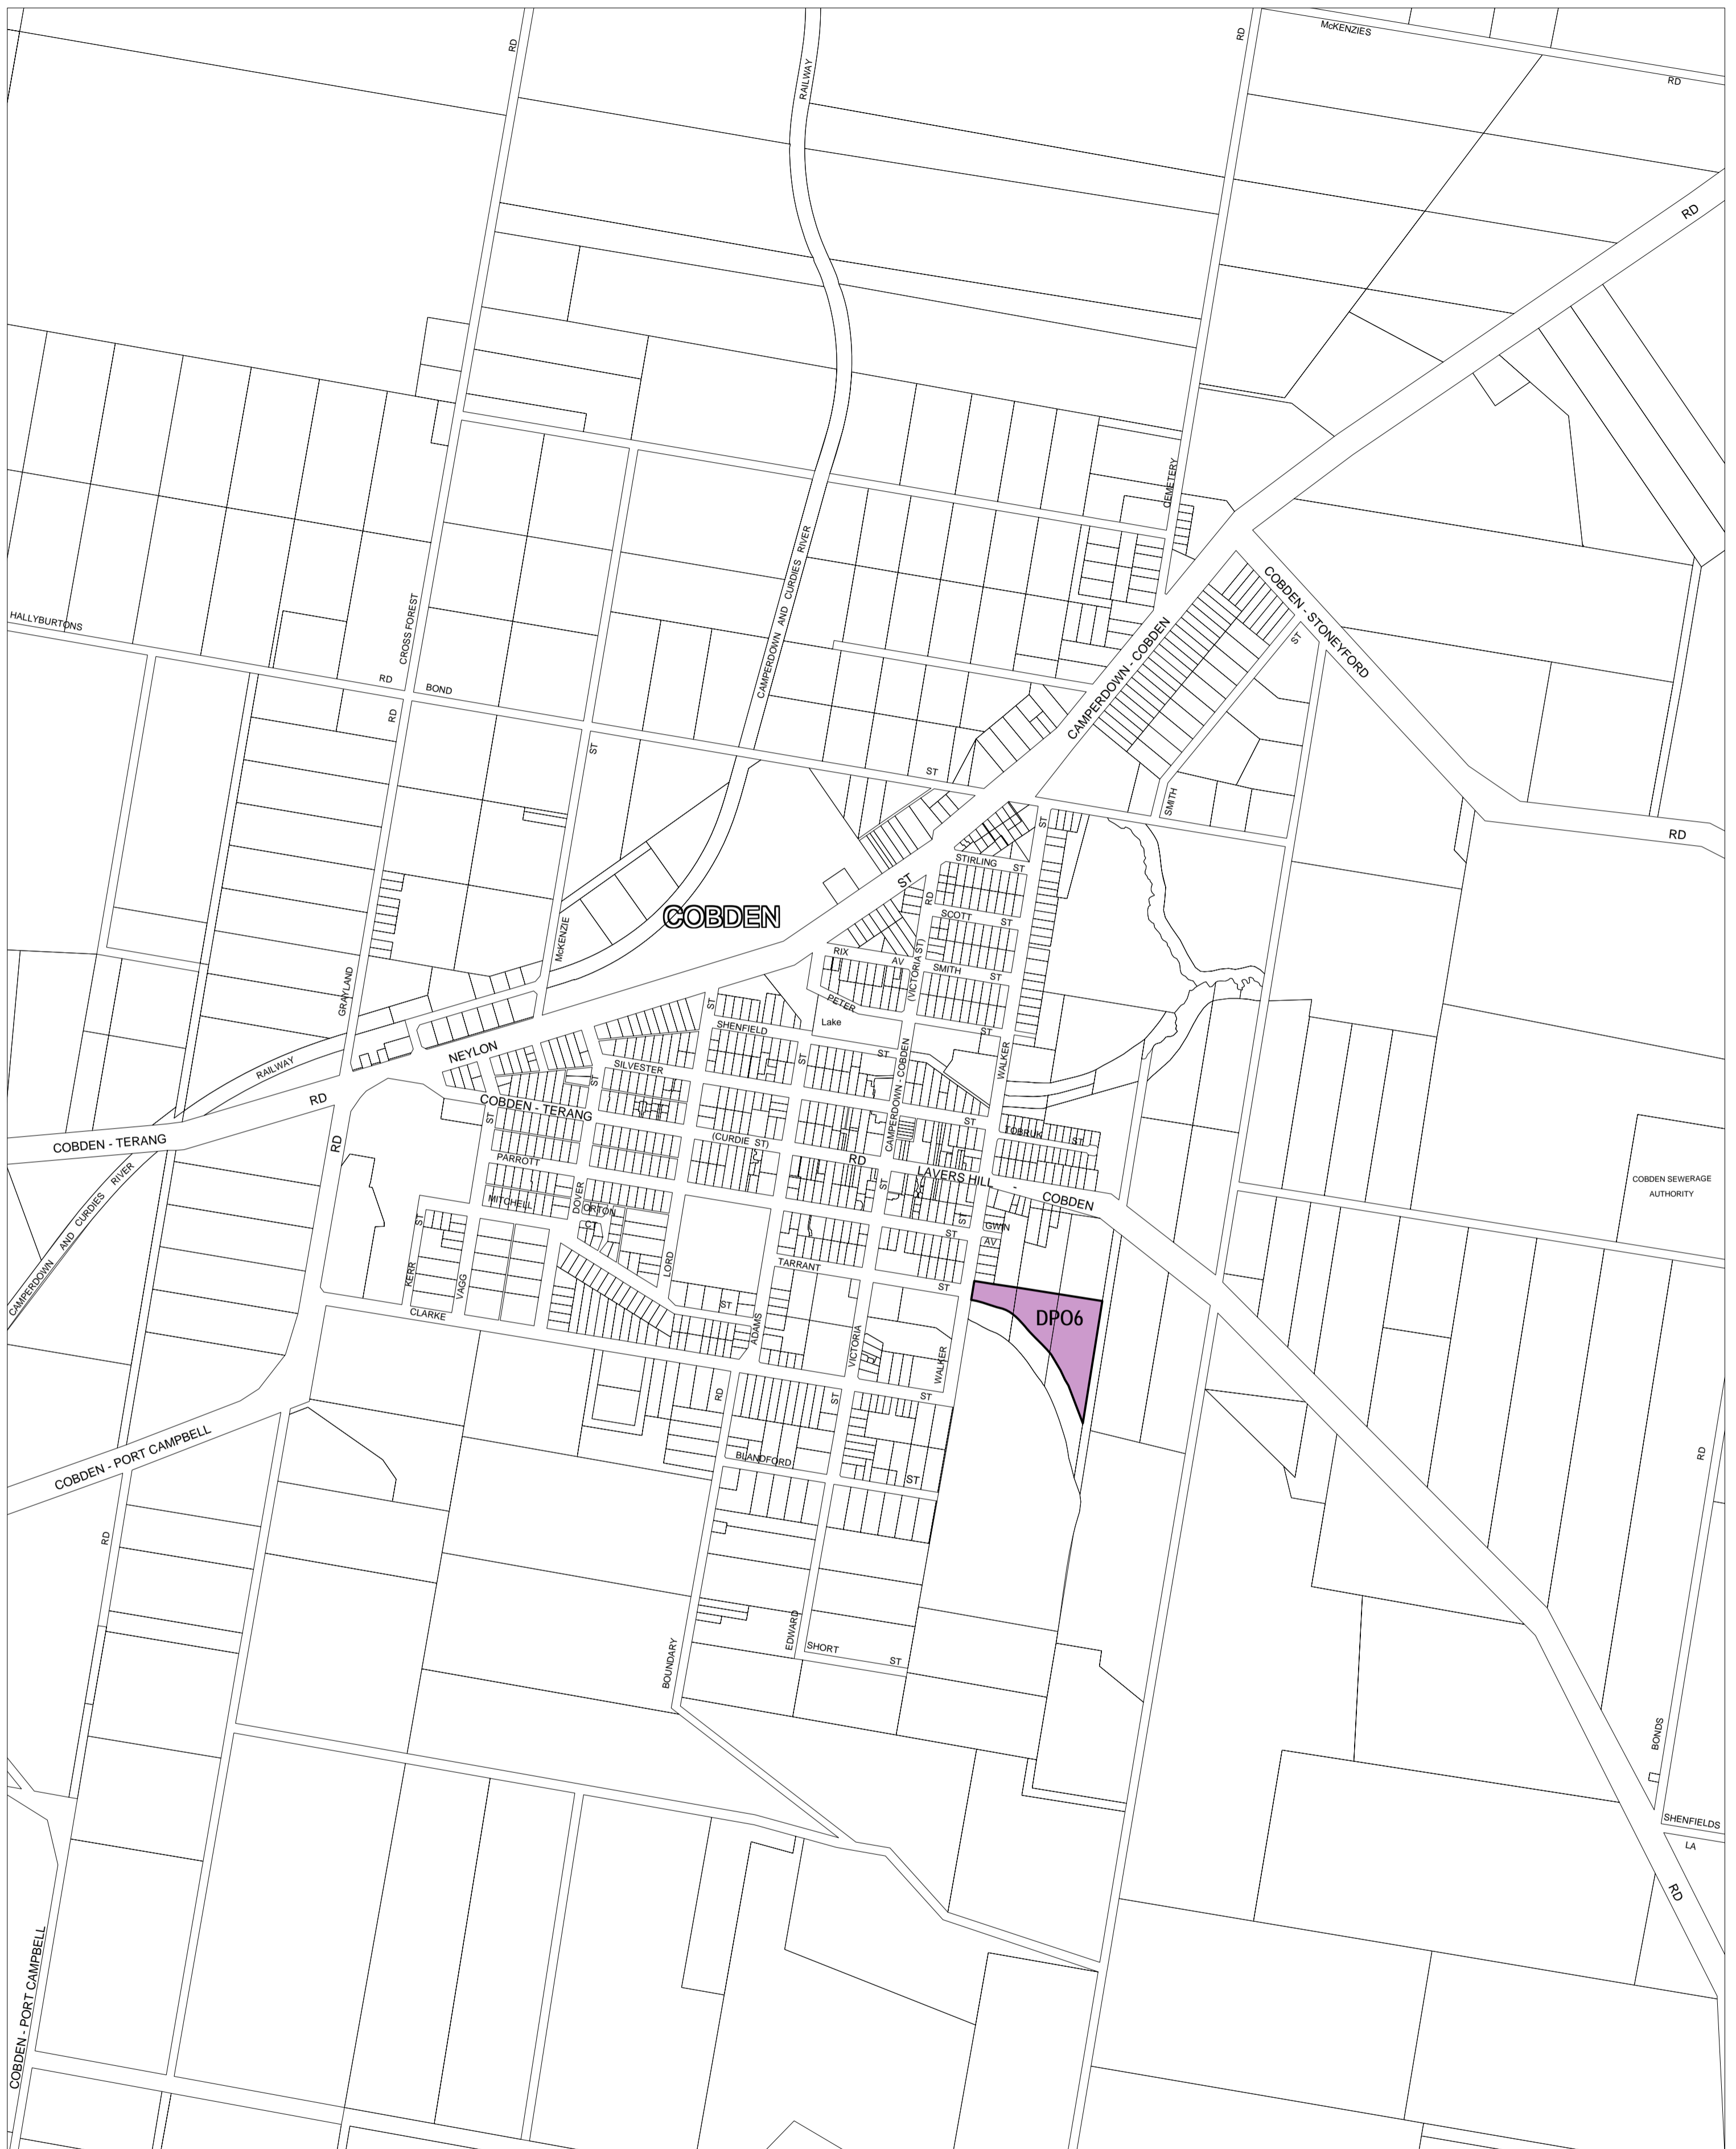 RD
RAILWAY
RD
McKENZIES
RD
RD
CEMETERY
CAMPERDOWN AND CURDIES RIVER
COBDEN - STONEYFORD
HALLYBURTONS
CROSS FOREST
ST
CAMPERDOWN - COBDEN
RD
BOND
RD
ST
ST
SMITH
ST
RD
STIRLING
ST
ST
RD
COBDEN
SCOTT
ST
McKENZIE
RIX
AV
(VICTORIA ST)
SMITH
ST
GRAYLAND
ST
PETER
Lake
SHENFIELD
ST
NEYLON
ST
ST
CAMPERDOWN - COBDEN
WALKER
RAILWAY
SILVESTER
ST
RD
COBDEN - TERANG
ST
ST
TOBRUK
ST
COBDEN - TERANG
RD
(CURDIE ST)
PARROTT
RD
LAVERS HILL
-
COBDEN
COBDEN SEWERAGE
AUTHORITY
CAMPERDOWN AND CURDIES RIVER
MITCHELL
DOVER
ORTON
CT
ST
ST
ST
GWIN
AV
ST
KERR
VAGG
LORD
TARRANT
ST
CLARKE
ST
ADAMS
VICTORIA
WALKER
DPO6
RD
ST
ST
COBDEN - PORT CAMPBELL
BLANDFORD
ST
RD
RD
BOUNDARY
EDWARD
SHORT
ST
BONDS
SHENFIELDS
LA
RD
COBDEN - PORT CAMPBELL